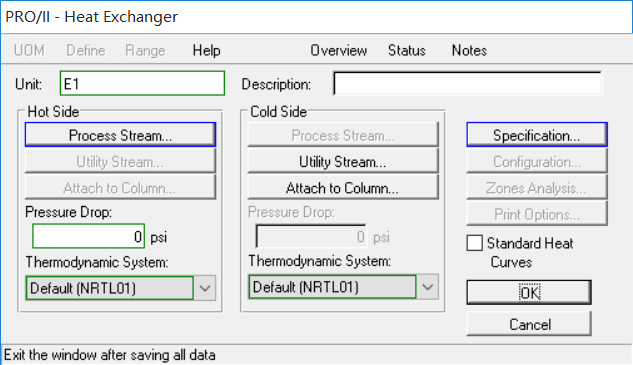 PRO/II - Heat Exchanger
UOM Define Range Help Overview Status Notes
Unit: E1 Description:
Hot Side
Process Stream...
Utility Stream...
Attach to Column...
Pressure Drop:
0 psi
Thermodynamic System:
Default (NRTL01)
Cold Side
Process Stream...
Utility Stream...
Attach to Column...
Pressure Drop:
0 psi
Thermodynamic System:
Default (NRTL01)
Specification...
Configuration...
Zones Analysis...
Print Options...
Standard Heat
Curves
OK
Cancel
Exit the window after saving all data